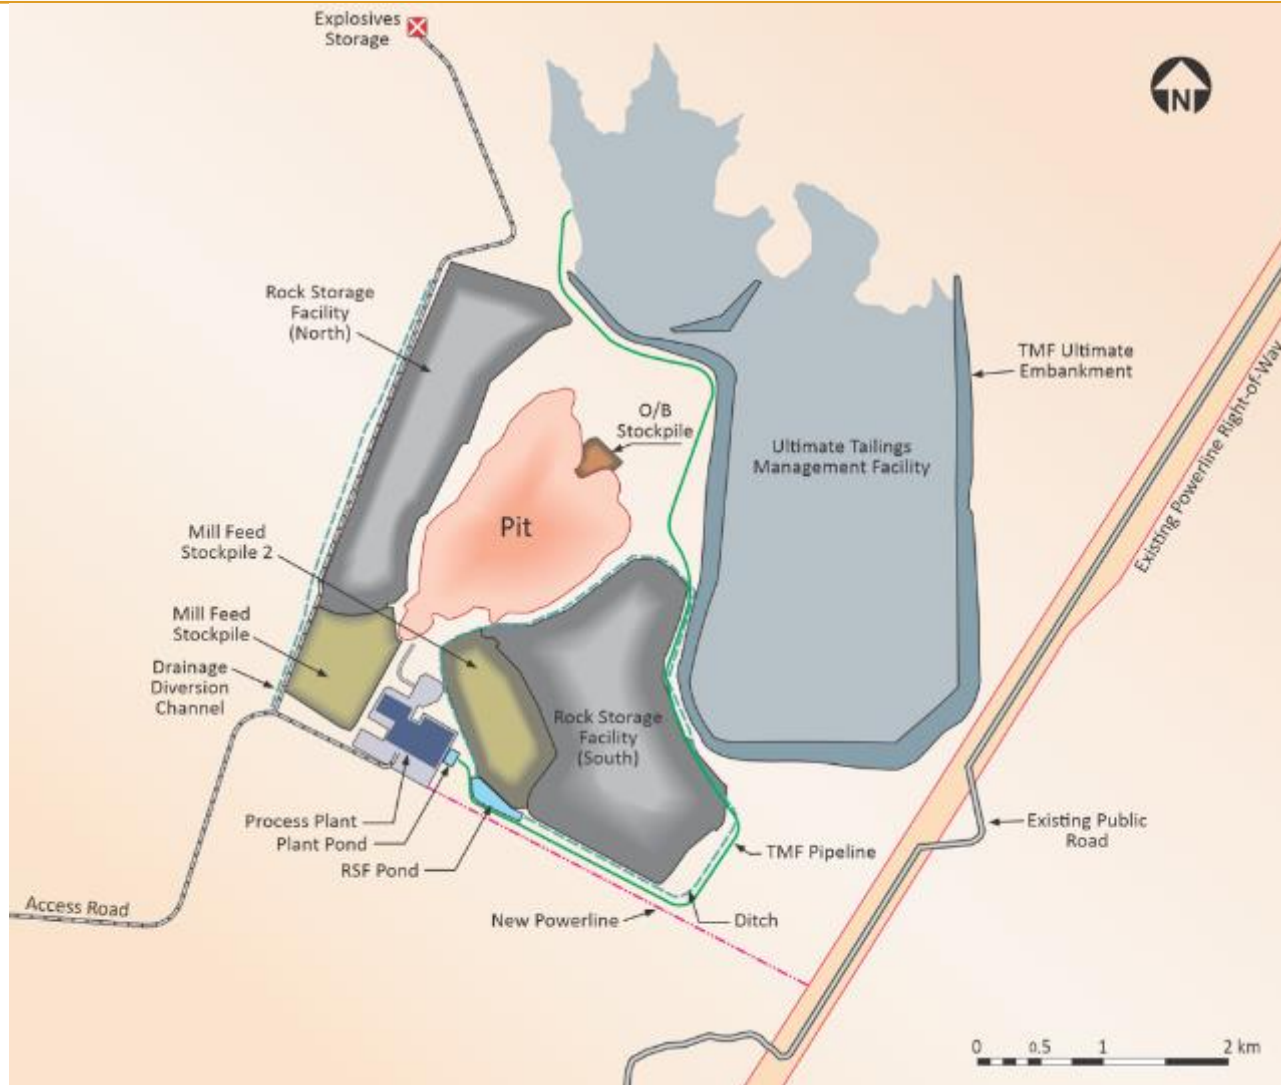 Explosives
Storage
N
Rock Storage
Facility
(North)
TMF Ultimate
Embankment
O/B
Stockpile
Ultimate Tailings
Management Facility
Existing Powerline Right-of-Way
Pit
Mill Feed
Stockpile 2
Mill Feed
Stockpile
Drainage
Diversion
Channel
Rock Storage
Facility
(South)
Process Plant
Plant Pond
RSF Pond
Existing Public
Road
TMF Pipeline
Access Road
New Powerline
Ditch
0 0.5 1 2 km